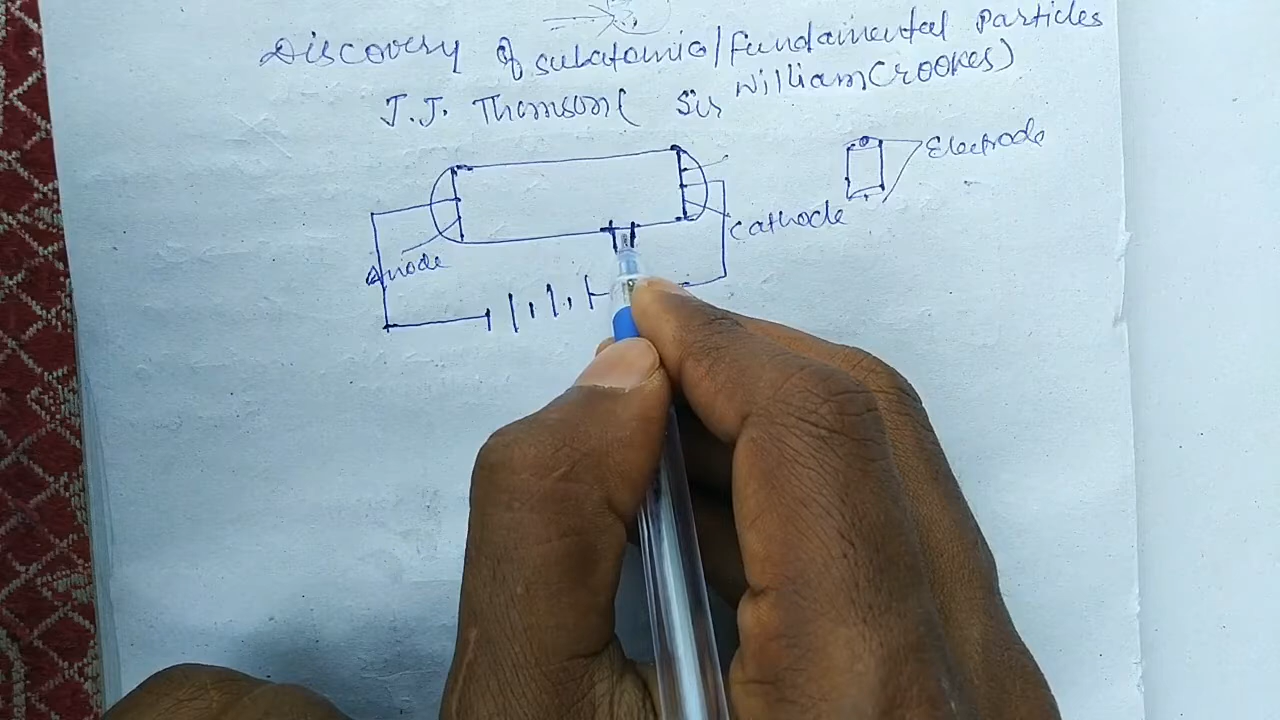 Discovery of subatomic/fundamental particles
J.J. Thomson( Sir William Crookes)
Electrode
Cathode
Anode